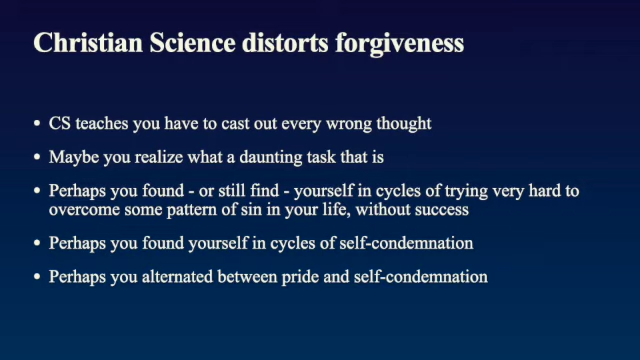 Christian Science distorts forgiveness
• CS teaches you have to cast out every wrong thought
• Maybe you realize what a daunting task that is
• Perhaps you found - or still find - yourself in cycles of trying very hard to
overcome some pattern of sin in your life, without success
• Perhaps you found yourself in cycles of self-condemnation
• Perhaps you alternated between pride and self-condemnation